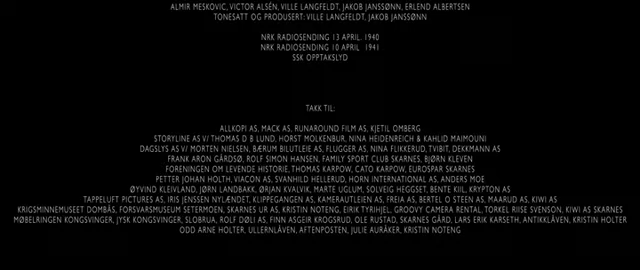 ALMIR MESKOVIC, VICTOR ALSÉN, VILLE LANGFELDT, JAKOB JANSSØNN, ERLEND ALBERTSEN
TONESATT OG PRODUSERT: VILLE LANGFELDT, JAKOB JANSSØNN
NRK RADIOSENDING 13 APRIL. 1940
NRK RADIOSENDING 10 APRIL 1941
SSK OPPTAKSLYD
TAKK TIL:
ALLKOPI AS, MACK AS, RUNAROUND FILM AS, KJETIL OMBERG
STORYLINE AS V/ THOMAS D B LUND, HORST MOLKENBUR, NINA HEIDENREICH & KAHLID MAIMOUNI
DAGSLYS AS V/ MORTEN NIELSEN, BÆRUM BILUTLEIE AS, FLUGGER AS, NINA FLIKKERUD, TVIBIT, DEKKMANN AS
FRANK ARON GÅRDSØ, ROLF SIMON HANSEN, FAMILY SPORT CLUB SKARNES, BJØRN KLEVEN
FORENINGEN OM LEVENDE HISTORIE, THOMAS KARPOW, CATO KARPOW, EUROSPAR SKARNES
PETTER JOHAN HOLTH, VIACON AS, SVANHILD HELLERUD, HORN INTERNATIONAL AS, ANDERS MOE
ØYVIND KLEIVLAND, JØRN LANDBAKK, ØRJAN KVALVIK, MARTE UGLUM, SOLVEIG HEGGSET, BENTE KIIL, KRYPTON AS
TAPPELUFT PICTURES AS, IRIS JENSSEN NYLÆNDET, KLIPPEGANGEN AS, KAMERAUTLEIEN AS, FREIA AS, BERTEL O STEEN AS, MAARUD AS, KIWI AS
KRIGSMINNEMUSEET DOMBÅS, FORSVARSMUSEUM SETERMOEN, SKARNES UR AS, KRISTIN NOTENG, EIRIK TYRIHJEL, GROOVY CAMERA RENTAL, TORKEL RIISE SVENSON, KIWI AS SKARNES
MØBELRINGEN KONGSVINGER, JYSK KONGSVINGER, SLOBRUA, ROLF DØLI AS, FINN ASGEIR KROGSRUD, OLE RUSTAD, SKARNES GÅRD, LARS ERIK KARSETH, ANTIKKLÅVEN, KRISTIN HOLTER
ODD ARNE HOLTER, ULLERNLÅVEN, AFTENPOSTEN, JULIE AURÅKER, KRISTIN NOTENG